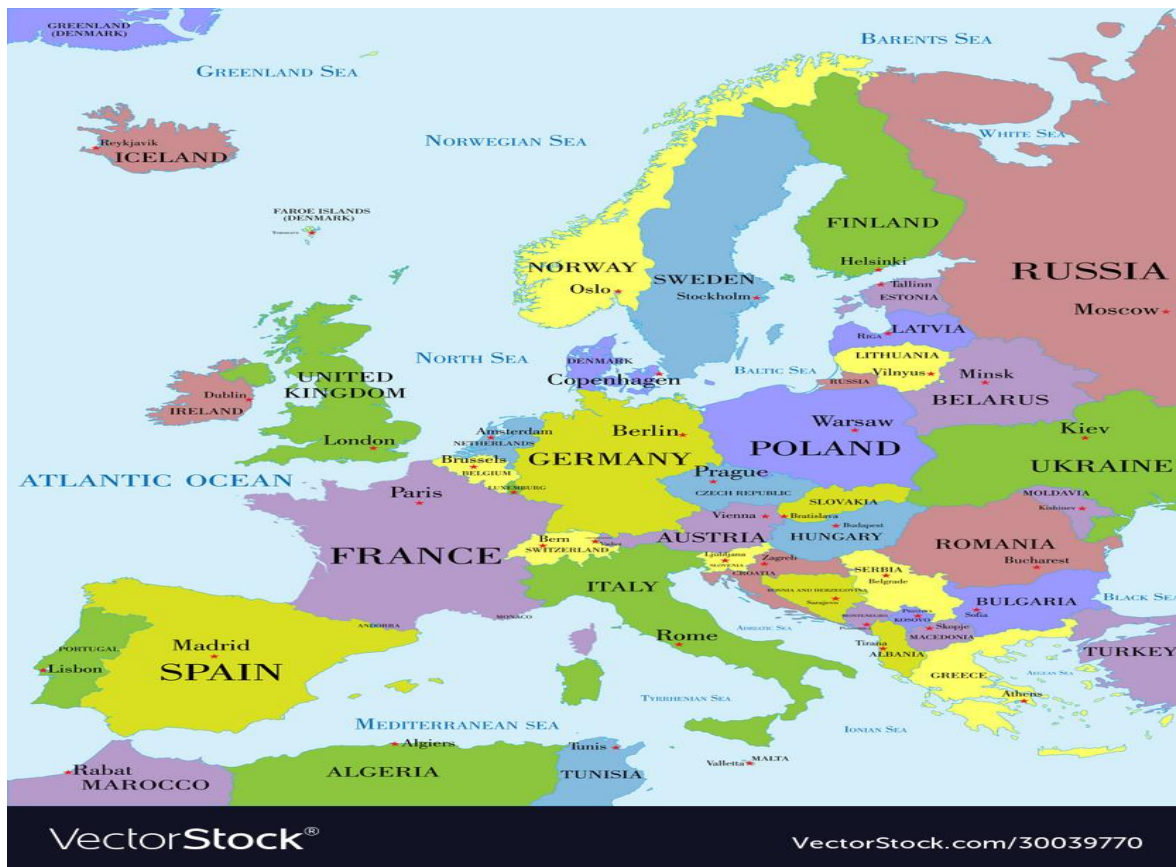 GREENLAND
(DENMARK)
BARENTS SEA
GREENLAND SEA
WHITE SEA
NORWEGIAN SEA
Reykjavik
ICELAND
FAROE ISLANDS
(DENMARK)
FINLAND
Helsinki
NORWAY
Oslo
SWEDEN
Stockholm
RUSSIA
Moscow
Tallinn
ESTONIA
RIGA
LATVIA
LITHUANIA
Vilnyus
RUSSIA
Minsk
BELARUS
NORTH SEA
DENMARK
Copenhagen
BALTIC SEA
UNITED
KINGDOM
London
Dublin
IRELAND
Amsterdam
NETHERLANDS
Brussels
BELGIUM
LUXEMBURG
Berlin
GERMANY
Warsaw
POLAND
Kiev
UKRAINE
ATLANTIC OCEAN
Paris
FRANCE
Prague
CZECH REPUBLIC
SLOVAKIA
Bratislava
Vienna
AUSTRIA
Budapest
HUNGARY
MOLDAVIA
Kishinev
ROMANIA
Bucharest
Bern
SWITZERLAND
Vaduz
ITALY
Rome
Ljubljana
SLOVENIA
Zagreb
CROATIA
BOSNIA AND HERZEGOVINA
Sarajevo
SERBIA
Belgrade
MONTENEGRO
KOSOVO
BULGARIA
Sofia
BLACK SEA
Skopje
MACEDONIA
Tirana
ALBANIA
GREECE
Athens
AEGEAN SEA
TURKEY
ADRIATIC SEA
MONACO
ANDORRA
PORTUGAL
Lisbon
Madrid
SPAIN
TYRRHENIAN SEA
IONIAN SEA
MEDITERRANEAN SEA
Rabat
MAROCCO
Algiers
ALGERIA
Tunis
TUNISIA
Valletta
MALTA
VectorStock®
VectorStock.com/30039770